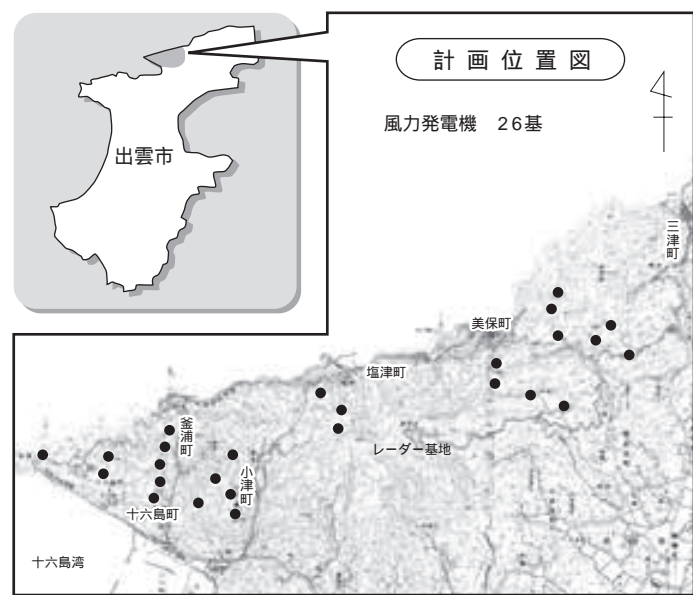 計画位置図
風力発電機 26基
出雲市
三津町
美保町
塩津町
レーダー基地
釜浦町
小津町
十六島町
十六島湾